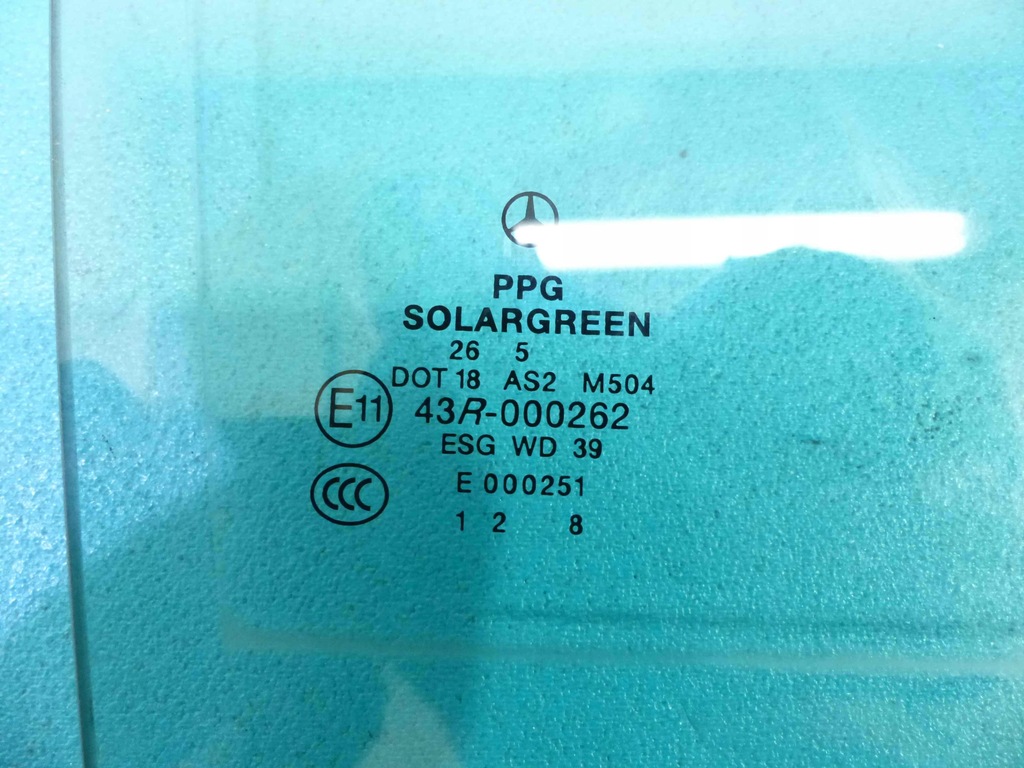 PPG
SOLARGREEN
26 5
DOT 18 AS2 M504
E11 43R-000262
ESG WD 39
CCC E 000251
1 2 8